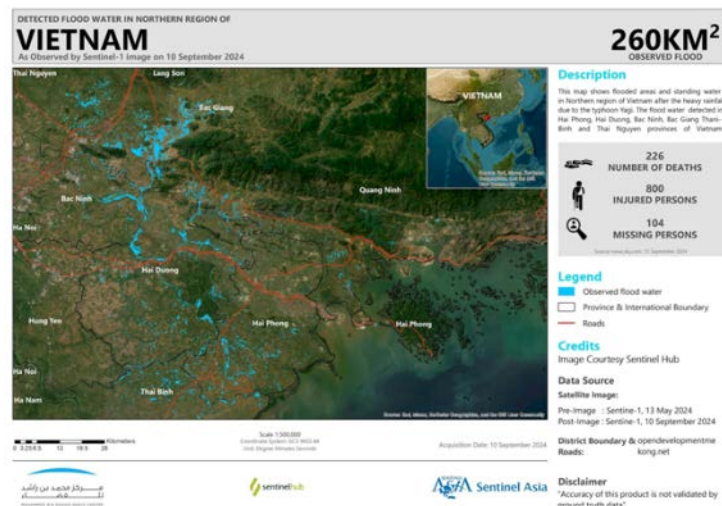 DETECTED FLOOD WATER IN NORTHERN REGION OF
VIETNAM
As Observed by Sentinel-1 image on 10 September 2024
260KM²
OBSERVED FLOOD
Thai Nguyen
Lang Son
Bac Giang
Bac Ninh
Quang Ninh
Ha Noi
Hai Duong
Hung Yen
Hai Phong
Hai Phong
Ha Noi
Thai Binh
Ha Nam
VIETNAM
Description
This map shows flooded areas and standing water
in Northern region of Vietnam after the heavy rainfal
due to the typhoon Yagi. The flood water detected in
Hai Phong, Hai Duong, Bac Ninh, Bac Giang Thani-
Binh and Thai Nguyen provinces of Vietnam
226
NUMBER OF DEATHS
800
INJURED PERSONS
104
MISSING PERSONS
Legend
Observed flood water
Province & International Boundary
Roads
Credits
Image Courtesy Sentinel Hub
Data Source
Satellite Image:
Pre-Image : Sentine-1, 13 May 2024
Post-Image : Sentine-1, 10 September 2024
District Boundary & opendevelopmentme
Roads: kong.net
Disclaimer
"Accuracy of this product is not validated by
ground truth data"
Kilometers
Scale 1:500,000
Acquisition Date: 10 September 2024
مركز محمد بن راشد
للفضاء
sentinelhub
Sentinel Asia